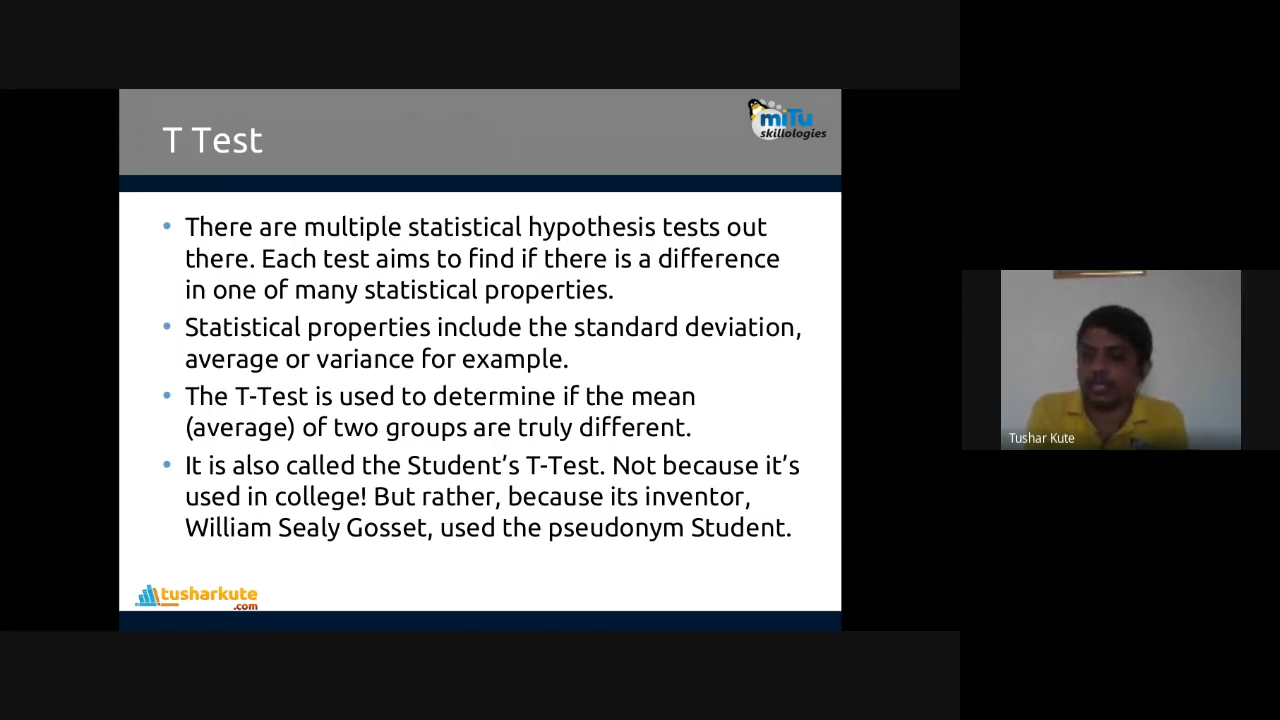 T Test
miTu
skillologies
• There are multiple statistical hypothesis tests out
there. Each test aims to find if there is a difference
in one of many statistical properties.
• Statistical properties include the standard deviation,
average or variance for example.
• The T-Test is used to determine if the mean
(average) of two groups are truly different.
• It is also called the Student’s T-Test. Not because it’s
used in college! But rather, because its inventor,
William Sealy Gosset, used the pseudonym Student.
tusharkute
.com
Tushar Kute